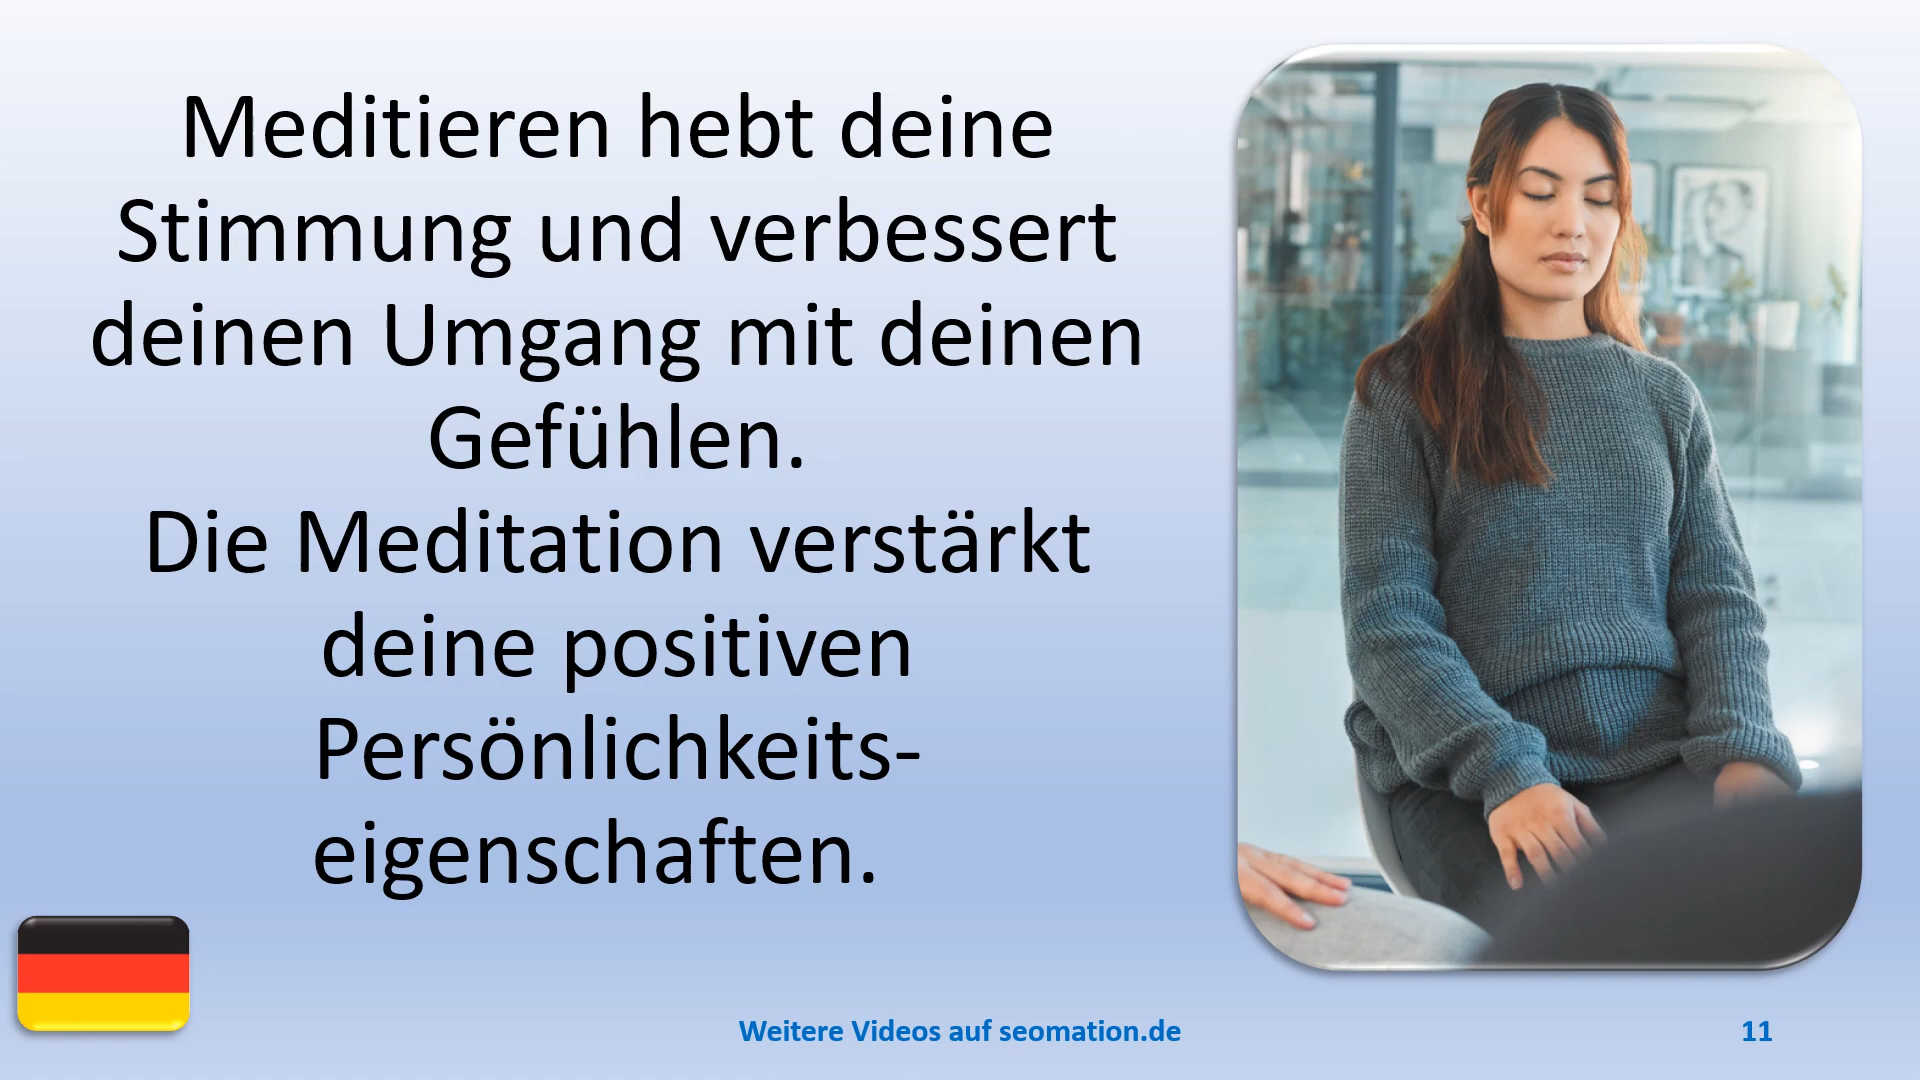 Meditieren hebt deine
Stimmung und verbessert
deinen Umgang mit deinen
Gefühlen.
Die Meditation verstärkt
deine positiven
Persönlichkeits-
eigenschaften.
Weitere Videos auf seomation.de
11